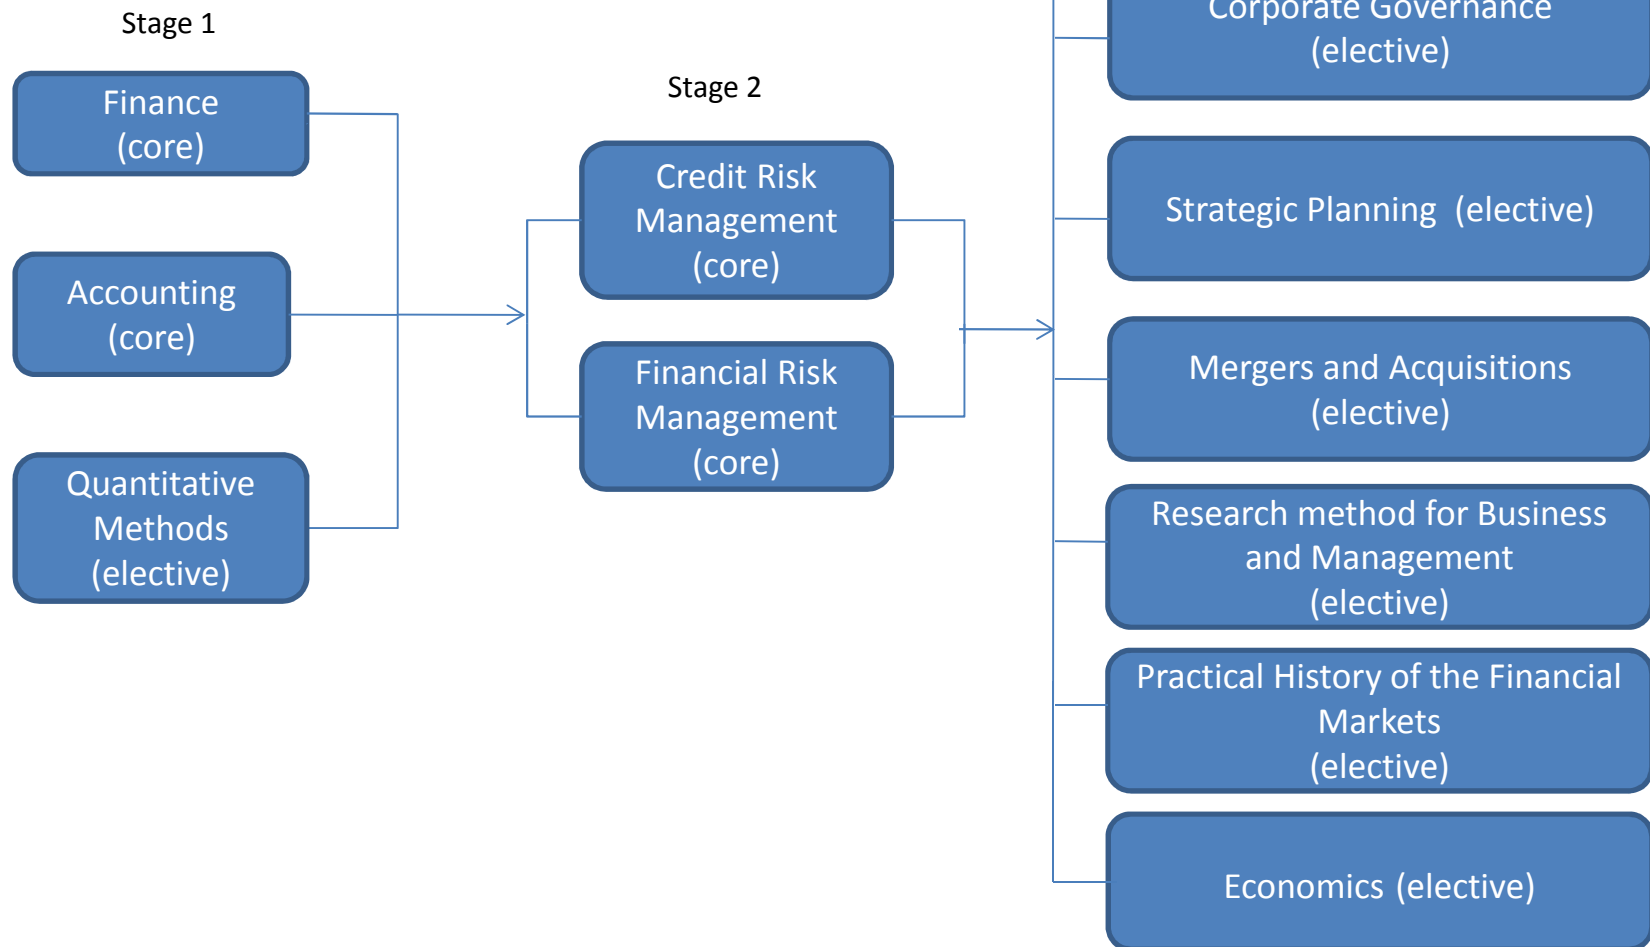 Stage 1
Finance
(core)
Accounting
(core)
Quantitative
Methods
(elective)
Stage 2
Credit Risk
Management
(core)
Financial Risk
Management
(core)
Corporate Governance
(elective)
Strategic Planning  (elective)
Mergers and Acquisitions
(elective)
Research method for Business
and Management
(elective)
Practical History of the Financial
Markets
(elective)
Economics (elective)